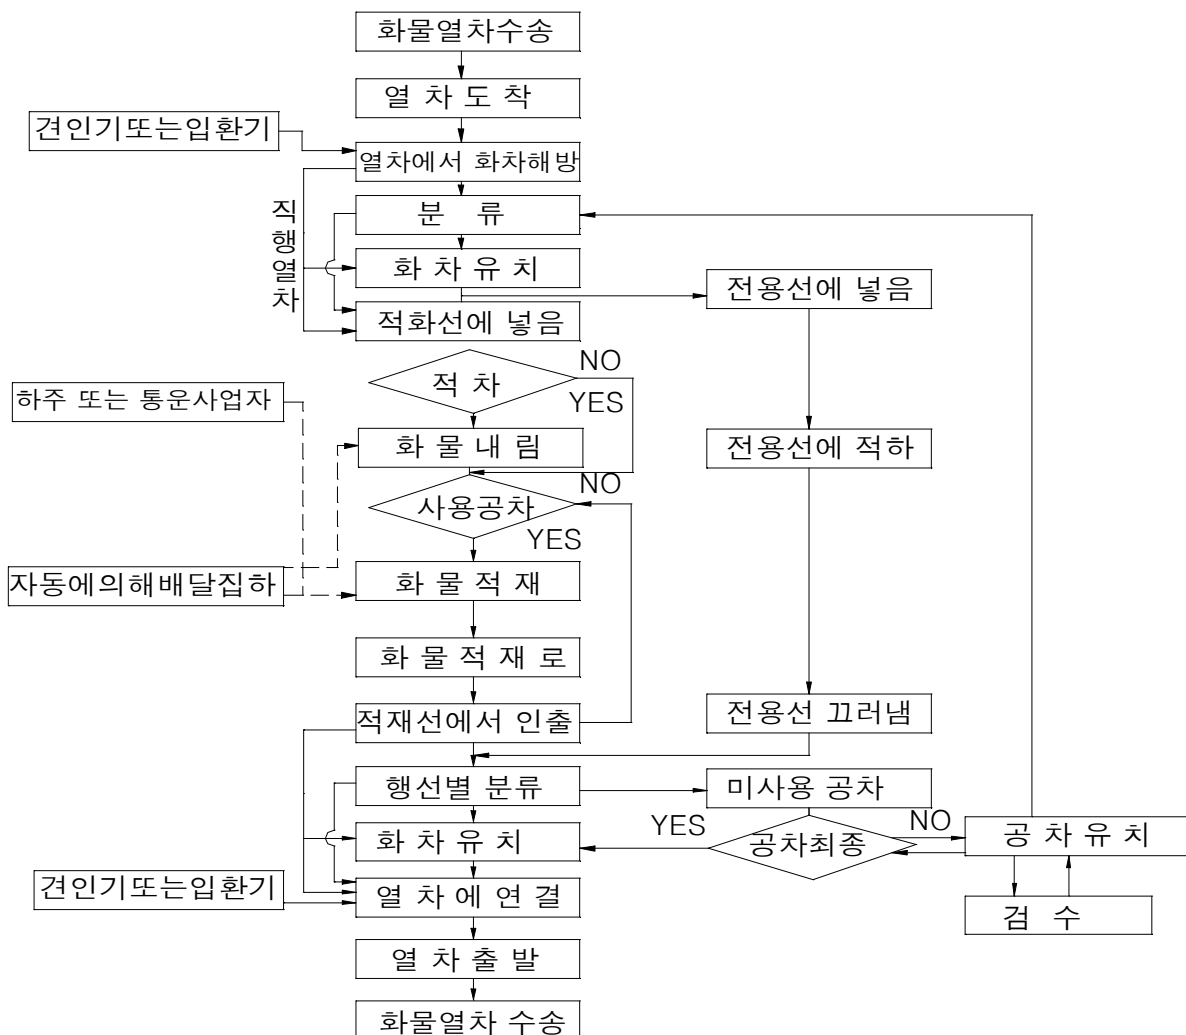 화물열차수송
열 차 도 착
견인기또는입환기
열차에서 화차해방
직행열차
분 류
화 차 유 치
전용선에 넣음
적화선에 넣음
NO
적 차
YES
하주 또는 통운사업자
화 물 내 림
전용선에 적하
NO
사용공차
YES
자동에의해배달집하
화 물 적 재
화 물 적 재 로
적재선에서 인출
전용선 끄러냄
행선별 분류
미사용 공차
YES
NO
화 차 유 치
공차최종
공 차 유 치
견인기또는입환기
열 차 에 연 결
검 수
열 차 출 발
화물열차 수송